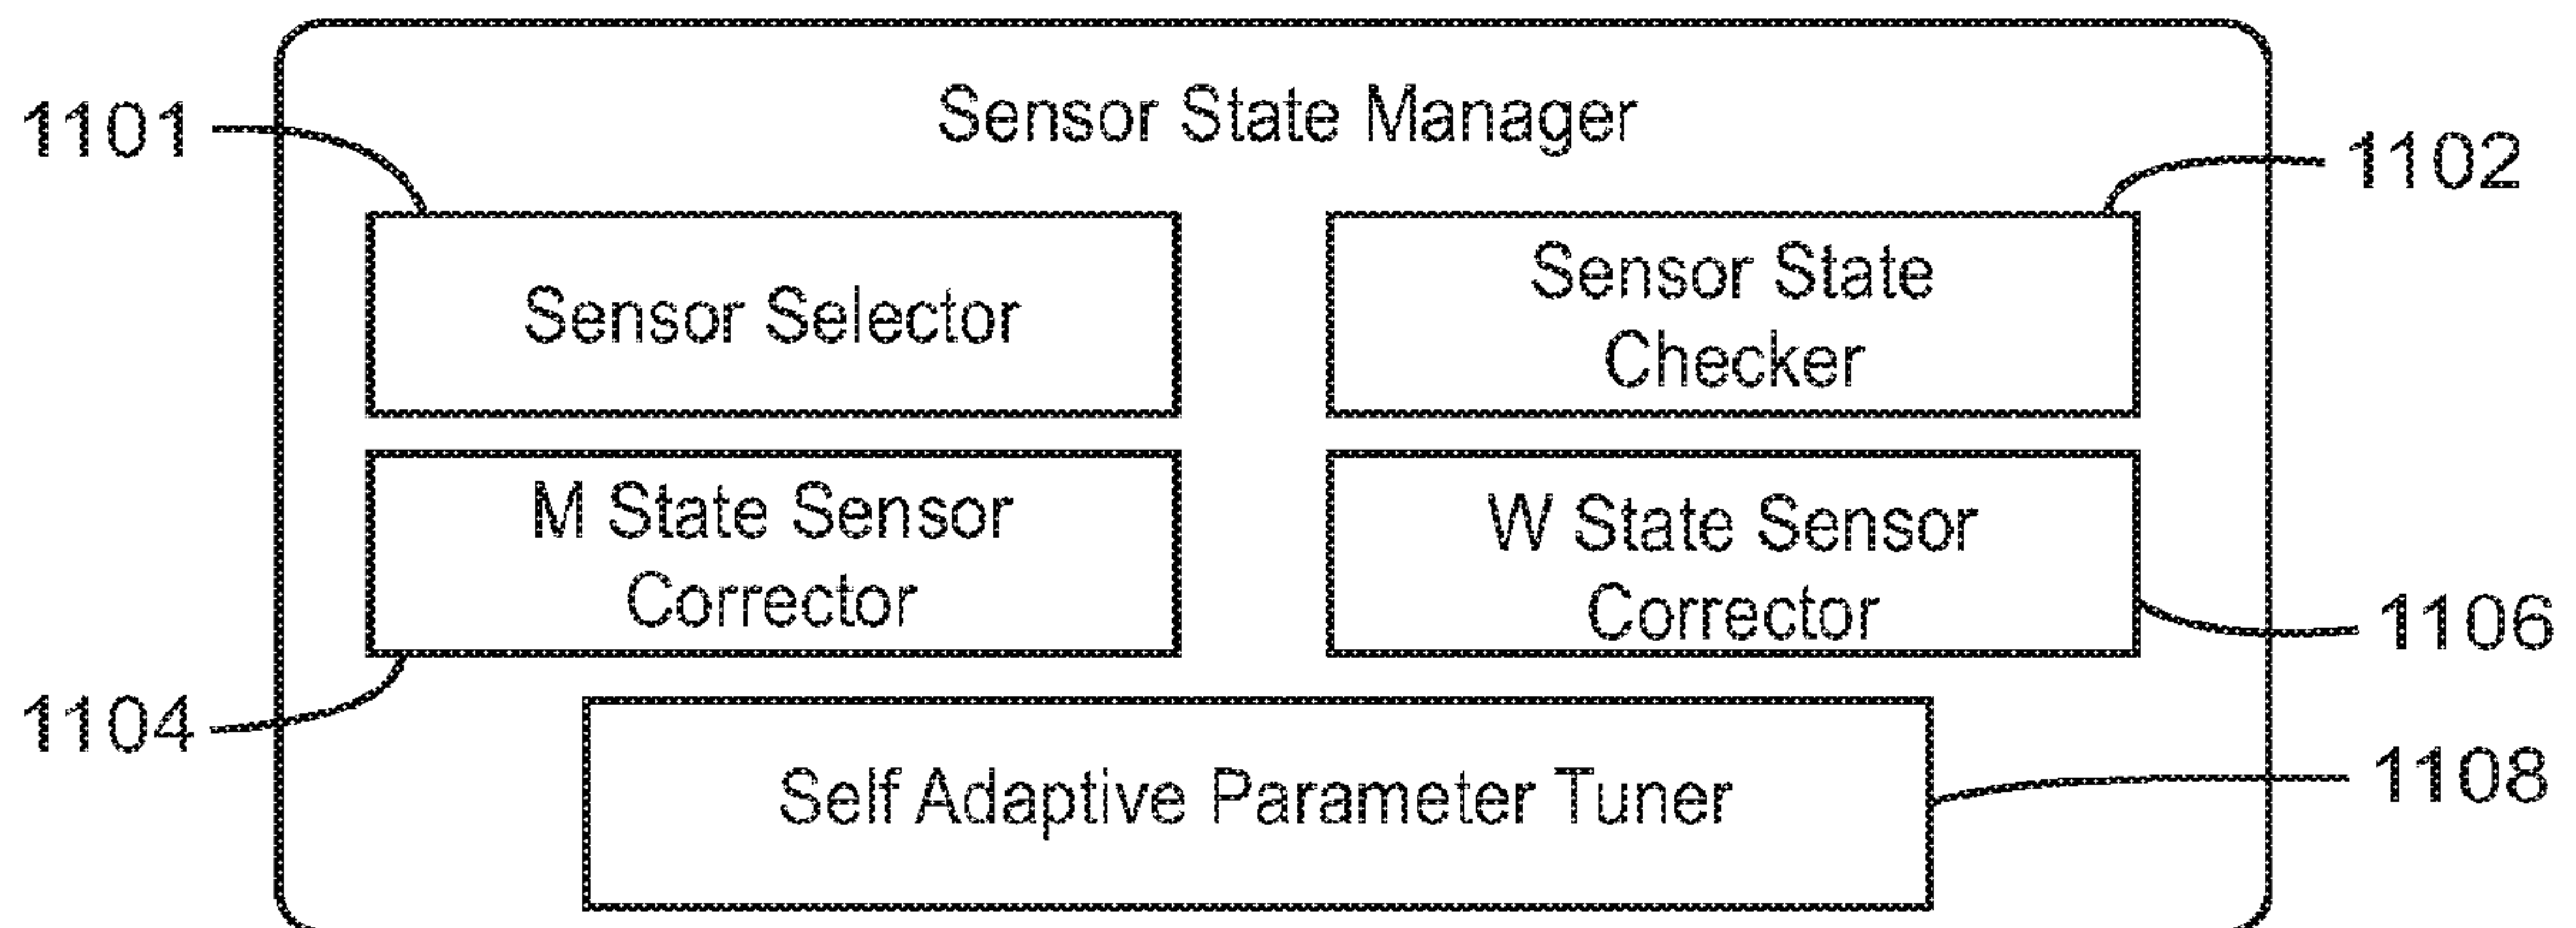 Sensor State Manager
1101
1102
Sensor Selector
Sensor State
Checker
M State Sensor
Corrector
W State Sensor
Corrector
1104
1106
Self Adaptive Parameter Tuner
1108